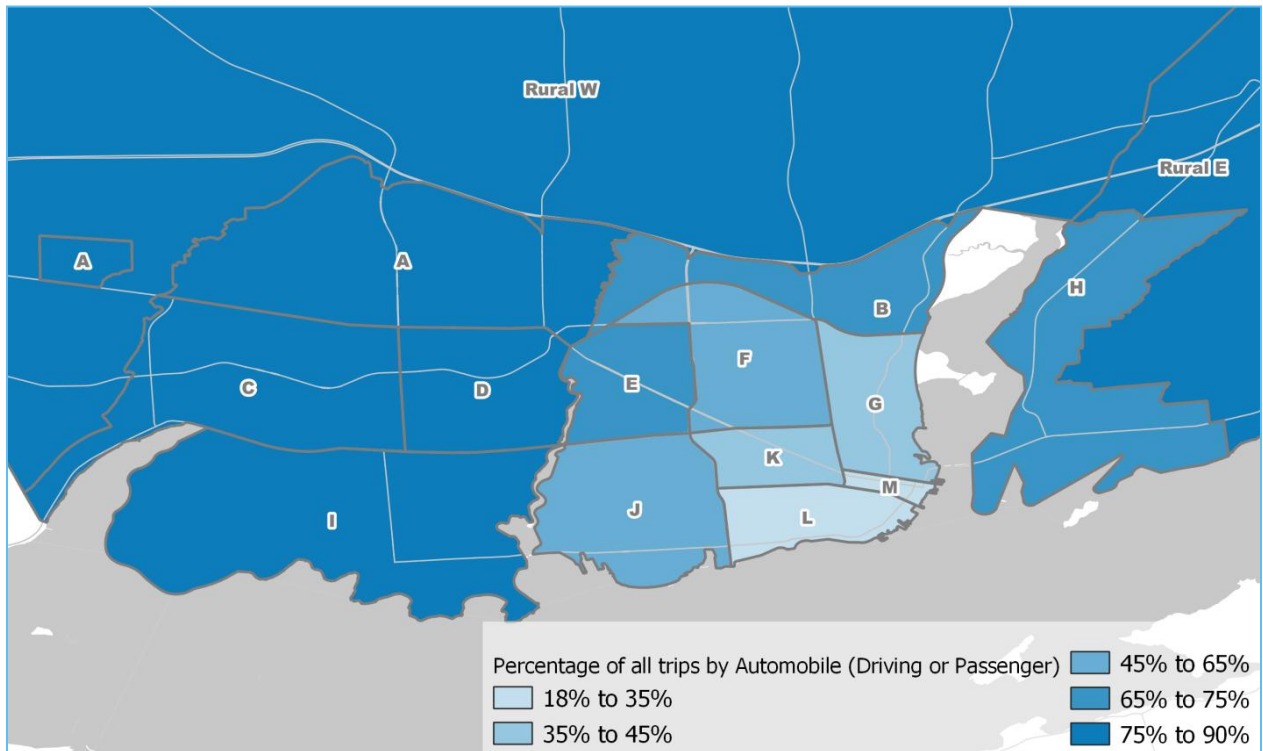 Rural W
Rural E
A
A
H
B
F
C
D
E
G
K
M
I
J
L
Percentage of all trips by Automobile (Driving or Passenger)
18% to 35%
35% to 45%
45% to 65%
65% to 75%
75% to 90%